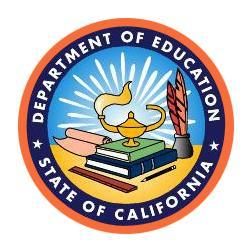 DEPARTMENT OF EDUCATION
STATE OF CALIFORNIA